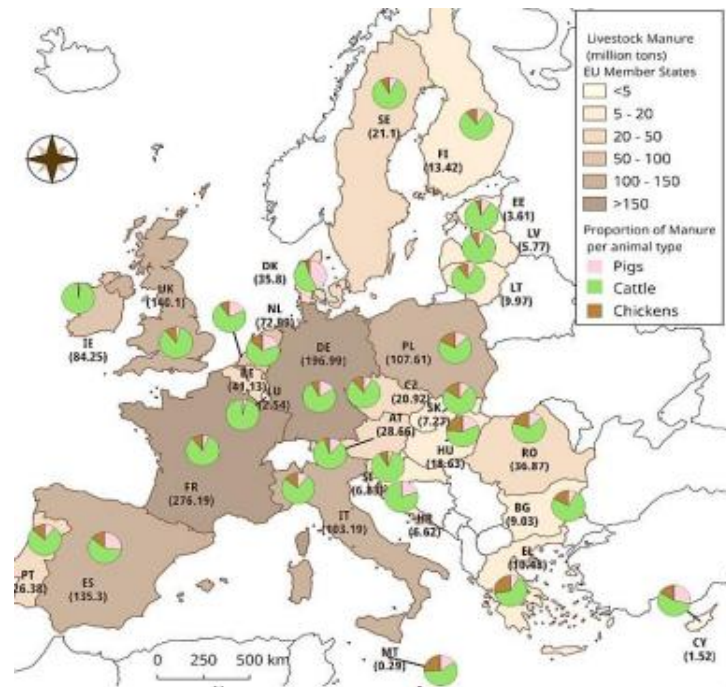 Livestock Manure
(million tons)
EU Member States
<5
5 - 20
20 - 50
50 - 100
100 - 150
>150
Proportion of Manure
per animal type
Pigs
Cattle
Chickens
SE
(21.1)
FI
(13.42)
EE
(3.61)
LV
(5.77)
LT
(9.97)
DK
(35.8)
UK
(140.1)
IE
(84.25)
NL
(72.89)
DE
(196.99)
PL
(107.61)
BE
(41.13)
LU
(2.54)
CZ
(20.92)
SK
(7.27)
AT
(28.66)
HU
(18.63)
RO
(36.87)
FR
(276.19)
SI
HR
(6.62)
IT
(103.19)
BG
(9.03)
EL
PT
26.38)
ES
(135.3)
CY
(1.52)
MT
(0.29)
0 250 500 km